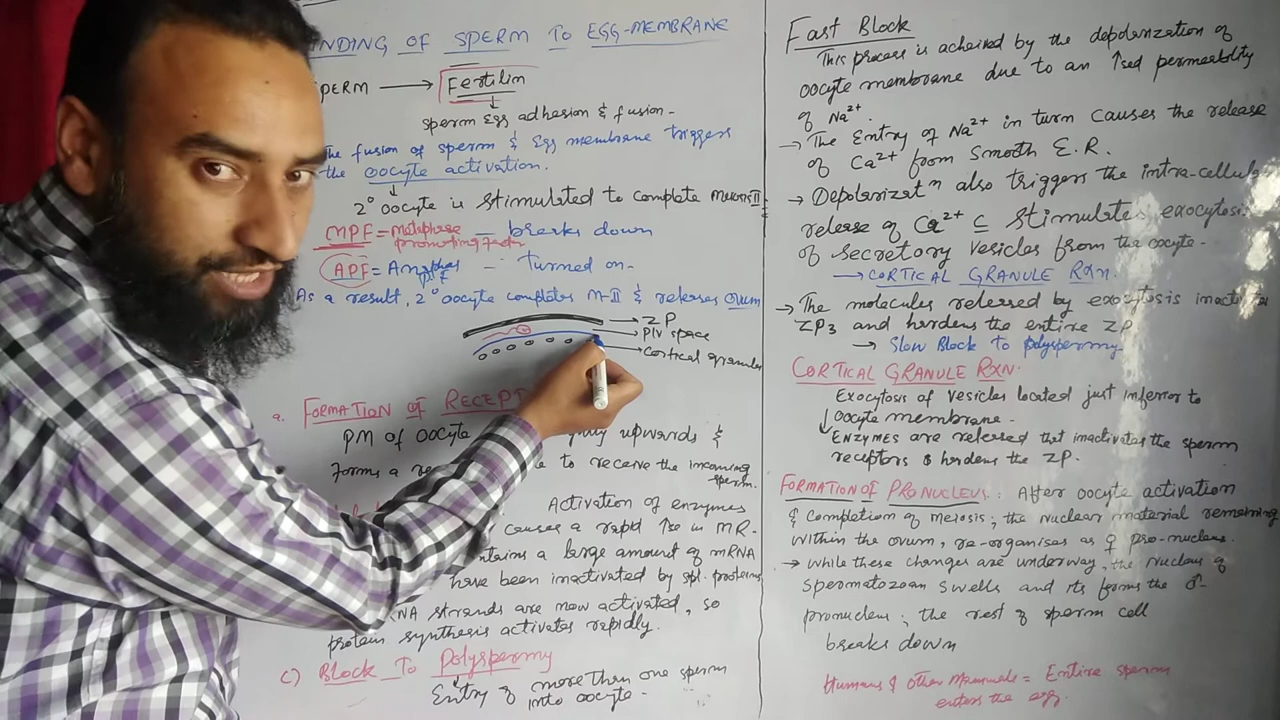 NDING OF SPERM TO EGG-MEMBRANE
PERM → Fertilin
sperm Egg adhesion & fusion-
The fusion of sperm & Egg membrane triggers
the oocyte activation.
2° oocyte is stimulated to complete meiosis II
MPF = metaphase promoting factor — breaks down
APF = - Turned on-
As a result, 2° oocyte completes M-II & releases ovum
→ ZP
PIV space
→ Cortical granules
a. FORMATION OF RECEPT
PM of oocyte upwards &
forms a to receive the incoming
sperm.
Activation of enzymes
causes a rapid ↑se in MR.
ntains a large amount of mRNA
have been inactivated by spl. proteins
NA strands are now activated, so
protein synthesis activates rapidly.
C) BLOCK TO Polyspermy
Entry of more than one sperm
into oocyte-
Fast Block
This process is acheived by the depolarization of
oocyte membrane due to an ↑sed permeability
of Na2+.
→ The Entry of Na2+ in turn causes the release
of Ca2+ from smooth E.R.
→ Depolarizatn also triggers the intra-cellula
release of Ca2+ ⊆ stimulates exocytosi
of secretory vesicles from the oocyte-
→ CORTICAL GRANULE RXN.
→ The molecules released by exocytosis inacti
ZP3 and hardens the entire ZP
→ Slow Block to polyspermy
CORTICAL GRANULE RXN.
Exocytosis of vesicles located just inferior to
oocyte membrane-
↓ ENZYMES are released that inactivates the sperm
receptors & hardens the ZP.
FORMATION OF PRONUCLEUS: After oocyte activation
& completion of meiosis, the nuclear material remaining
within the ovum, re-organises as ♀ pro-nucleus.
→ while these changes are underway, the nucleus of
spermatozoan swells and its forms the ♂-
pronucleus; the rest of sperm cell
breaks down
Humans & other Mammals = Entire sperm
enters the egg.